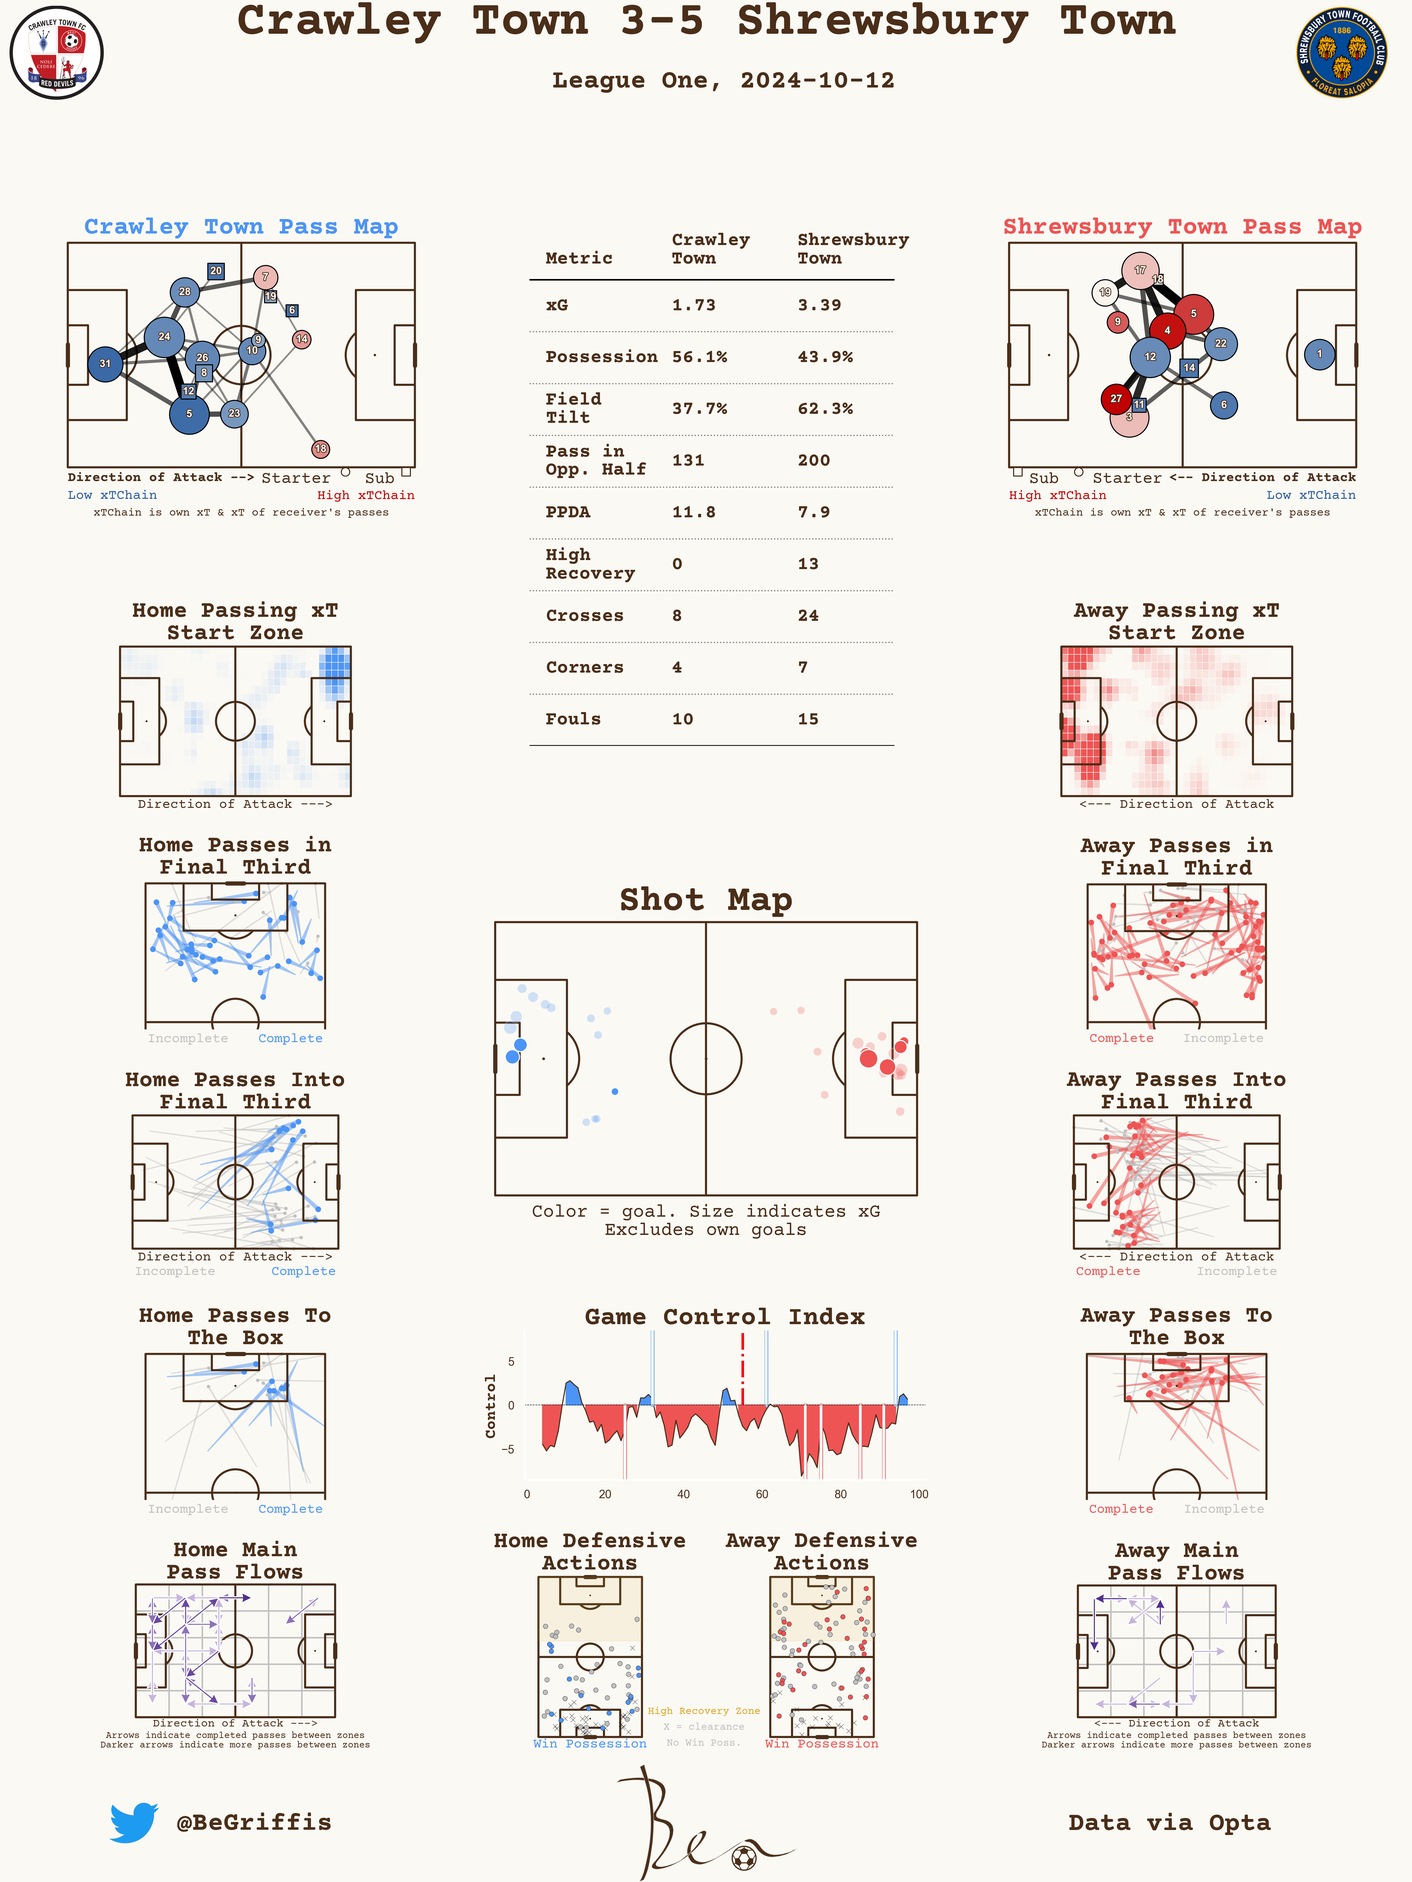 Crawley Town 3-5 Shrewsbury Town
League One, 2024-10-12
CRAWLEY TOWN FC
NOLI CEDERE
18 96
RED DEVILS
SHREWSBURY TOWN FOOTBALL CLUB
1886
FLOREAT SALOPIA
Crawley Town Pass Map
20
7
28
19
6
24
9
14
26
10
31
8
12
5
23
18
Direction of Attack --> Starter Sub
Low xTChain High xTChain
xTChain is own xT & xT of receiver's passes
Metric Crawley Town Shrewsbury Town
xG 1.73 3.39
Possession 56.1% 43.9%
Field Tilt 37.7% 62.3%
Pass in Opp. Half 131 200
PPDA 11.8 7.9
High Recovery 0 13
Crosses 8 24
Corners 4 7
Fouls 10 15
Shrewsbury Town Pass Map
17
18
19
5
9
4
22
12
1
14
27
11
6
3
Sub Starter <-- Direction of Attack
High xTChain Low xTChain
xTChain is own xT & xT of receiver's passes
Home Passing xT
Start Zone
Direction of Attack --->
Away Passing xT
Start Zone
<--- Direction of Attack
Home Passes in
Final Third
Incomplete Complete
Away Passes in
Final Third
Complete Incomplete
Shot Map
Color = goal. Size indicates xG
Excludes own goals
Home Passes Into
Final Third
Direction of Attack --->
Incomplete Complete
Away Passes Into
Final Third
<--- Direction of Attack
Complete Incomplete
Home Passes To
The Box
Incomplete Complete
Game Control Index
Control
5
0
−5
0 20 40 60 80 100
Away Passes To
The Box
Complete Incomplete
Home Main
Pass Flows
Direction of Attack --->
Arrows indicate completed passes between zones
Darker arrows indicate more passes between zones
Home Defensive
Actions
Win Possession
High Recovery Zone
X = clearance
No Win Poss.
Away Defensive
Actions
Win Possession
Away Main
Pass Flows
<--- Direction of Attack
Arrows indicate completed passes between zones
Darker arrows indicate more passes between zones
@BeGriffis
Ben
Data via Opta